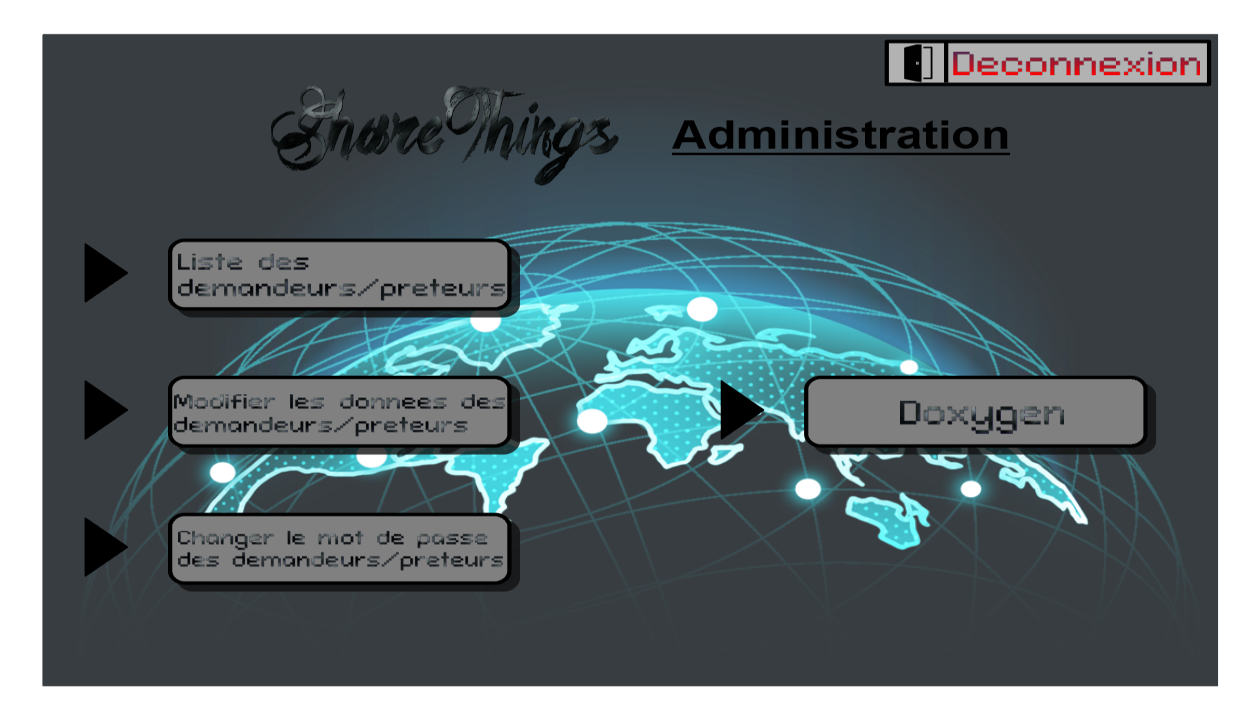 Deconnexion
ShareThings Administration
Liste des
demandeurs/preteurs
Modifier les donnees des
demandeurs/preteurs
Doxygen
Changer le mot de passe
des demandeurs/preteurs